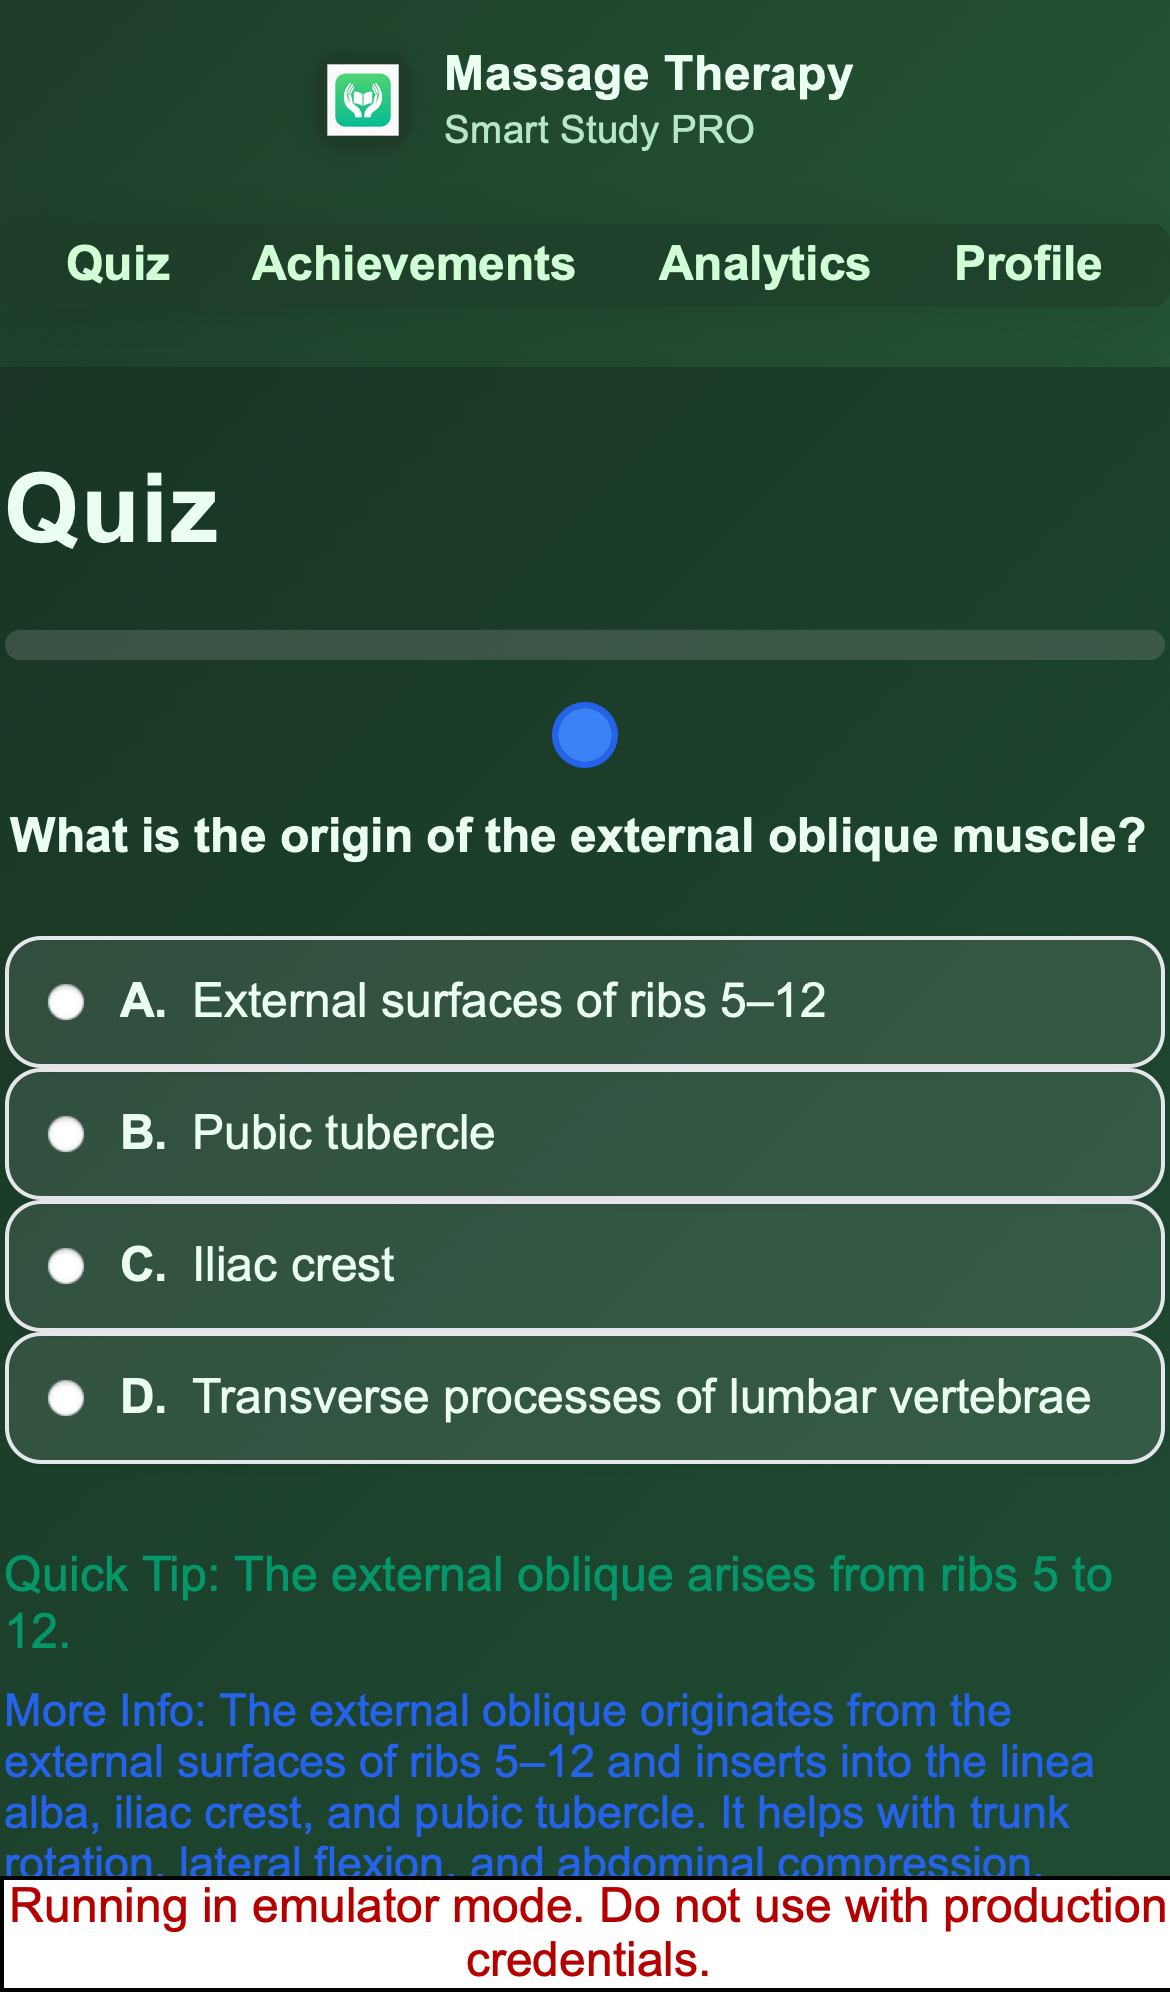 Massage Therapy
Smart Study PRO
Quiz Achievements Analytics Profile
Quiz
What is the origin of the external oblique muscle?
A. External surfaces of ribs 5–12
B. Pubic tubercle
C. Iliac crest
D. Transverse processes of lumbar vertebrae
Quick Tip: The external oblique arises from ribs 5 to
12.
More Info: The external oblique originates from the
external surfaces of ribs 5–12 and inserts into the linea
alba, iliac crest, and pubic tubercle. It helps with trunk
rotation, lateral flexion, and abdominal compression.
Running in emulator mode. Do not use with production
credentials.